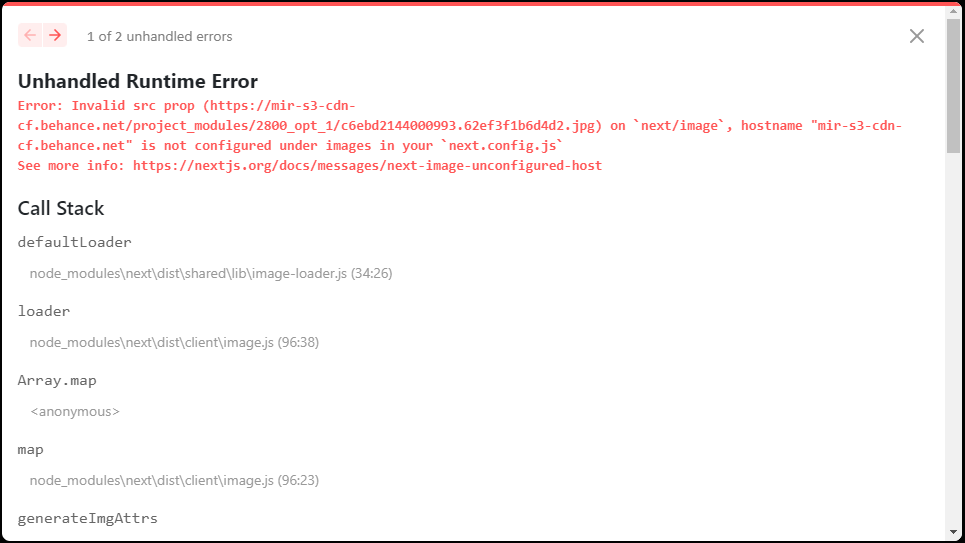 1 of 2 unhandled errors
Unhandled Runtime Error
Error: Invalid src prop (https://mir-s3-cdn-
cf.behance.net/project_modules/2800_opt_1/c6ebd2144000993.62ef3f1b6d4d2.jpg) on `next/image`, hostname "mir-s3-cdn-
cf.behance.net" is not configured under images in your `next.config.js`
See more info: https://nextjs.org/docs/messages/next-image-unconfigured-host
Call Stack
defaultLoader
node_modules\next\dist\shared\lib\image-loader.js (34:26)
loader
node_modules\next\dist\client\image.js (96:38)
Array.map
<anonymous>
map
node_modules\next\dist\client\image.js (96:23)
generateImgAttrs